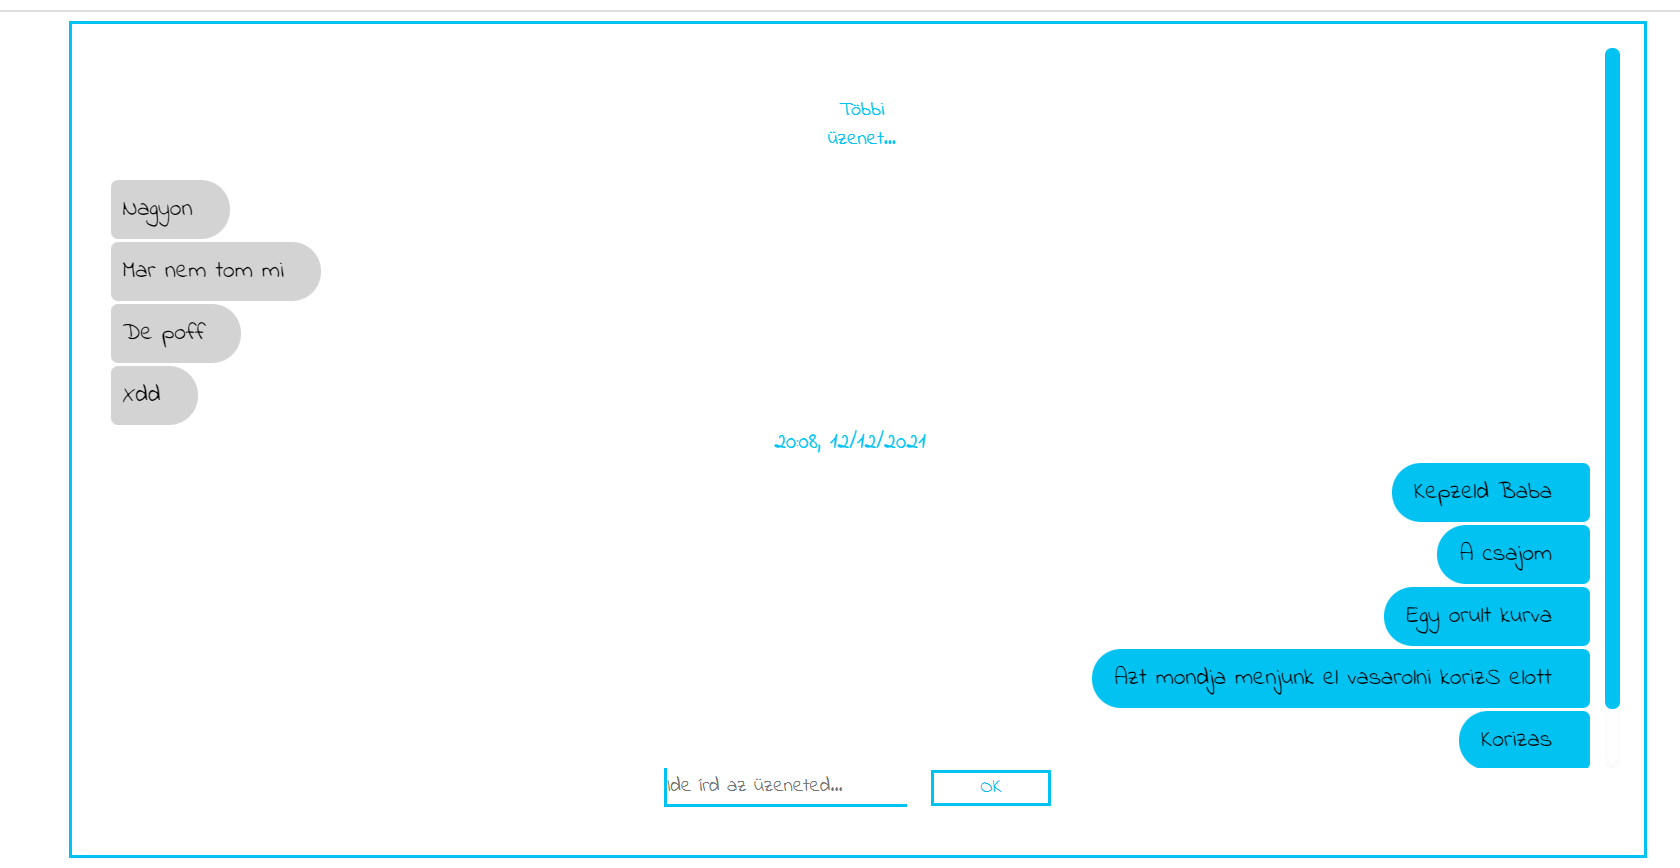 Többi
üzenet...
Nagyon
Mar nem tom mi
De poff
Xdd
20:08, 12/12/2021
Kepzeld Baba
A csajom
Egy orult kurva
Azt mondja menjunk el vasarolni korizS elott
Korizas
Ide írd az üzeneted...
OK